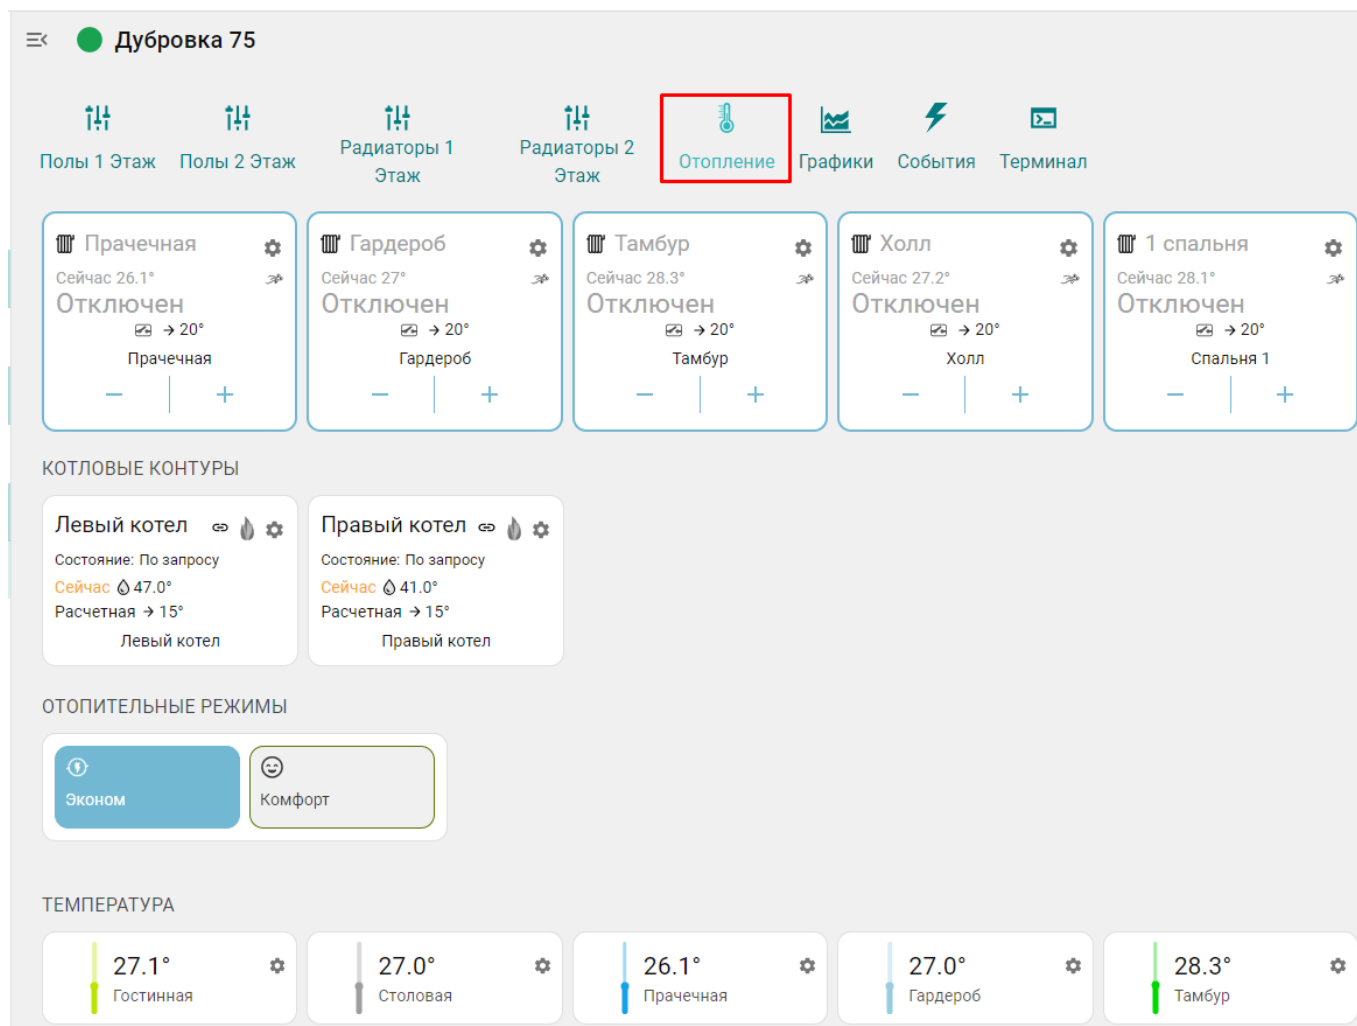 Дубровка 75
Полы 1 Этаж
Полы 2 Этаж
Радиаторы 1
Этаж
Радиаторы 2
Этаж
Отопление
Графики
События
Терминал
Прачечная
Сейчас 26.1°
Отключен
→ 20°
Прачечная
− +
Гардероб
Сейчас 27°
Отключен
→ 20°
Гардероб
− +
Тамбур
Сейчас 28.3°
Отключен
→ 20°
Тамбур
− +
Холл
Сейчас 27.2°
Отключен
→ 20°
Холл
− +
1 спальня
Сейчас 28.1°
Отключен
→ 20°
Спальня 1
− +
КОТЛОВЫЕ КОНТУРЫ
Левый котел
Состояние: По запросу
Сейчас 47.0°
Расчетная → 15°
Левый котел
Правый котел
Состояние: По запросу
Сейчас 41.0°
Расчетная → 15°
Правый котел
ОТОПИТЕЛЬНЫЕ РЕЖИМЫ
Эконом
Комфорт
ТЕМПЕРАТУРА
27.1°
Гостинная
27.0°
Столовая
26.1°
Прачечная
27.0°
Гардероб
28.3°
Тамбур